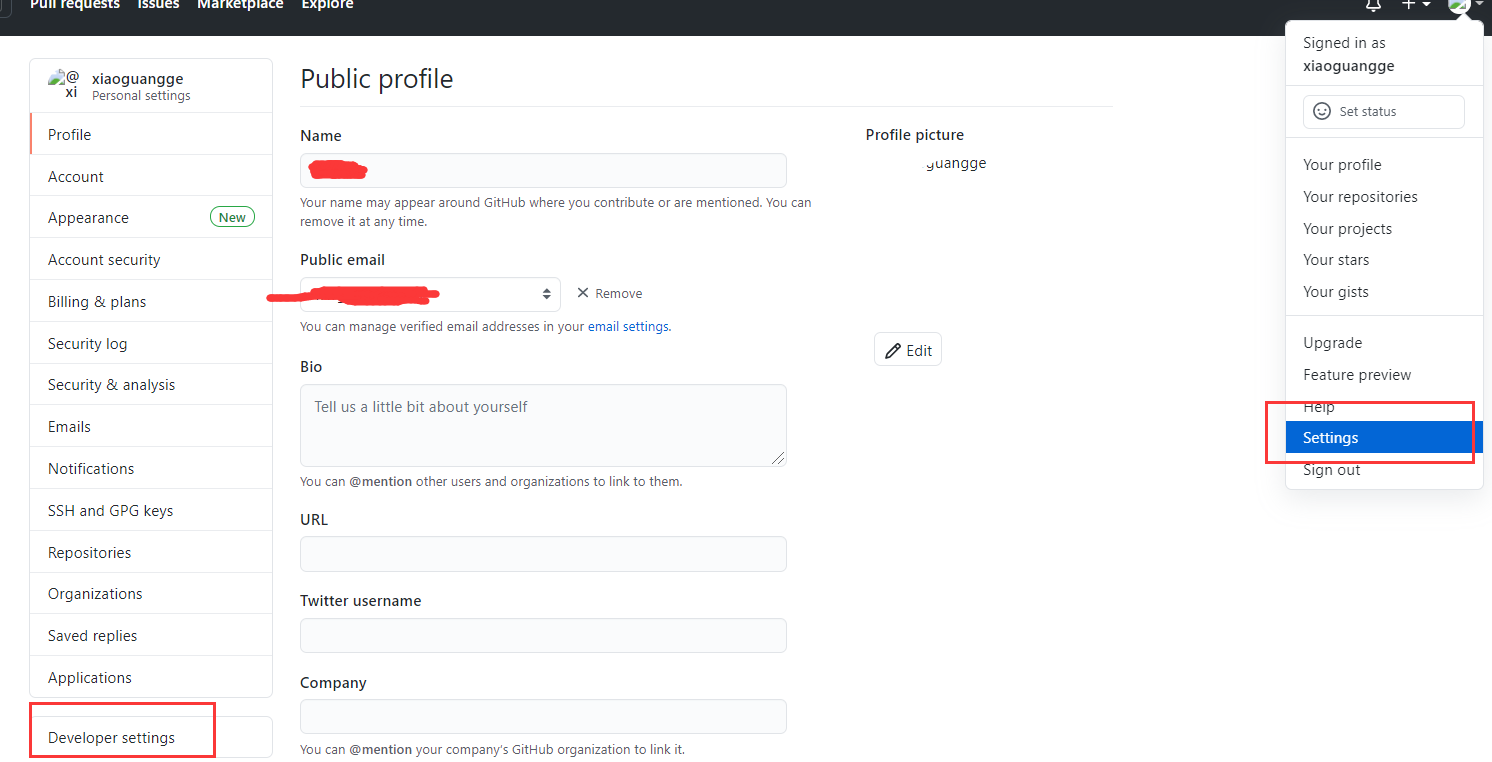 Pull requests Issues Marketplace Explore
@
xi
xiaoguangge
Personal settings
Profile
Account
Appearance New
Account security
Billing & plans
Security log
Security & analysis
Emails
Notifications
SSH and GPG keys
Repositories
Organizations
Saved replies
Applications
Developer settings
Public profile
Name
Your name may appear around GitHub where you contribute or are mentioned. You can
remove it at any time.
Public email
Remove
You can manage verified email addresses in your email settings.
Bio
Tell us a little bit about yourself
You can @mention other users and organizations to link to them.
URL
Twitter username
Company
You can @mention your company's GitHub organization to link it.
Profile picture
guangge
Edit
Signed in as
xiaoguangge
Set status
Your profile
Your repositories
Your projects
Your stars
Your gists
Upgrade
Feature preview
Help
Settings
Sign out